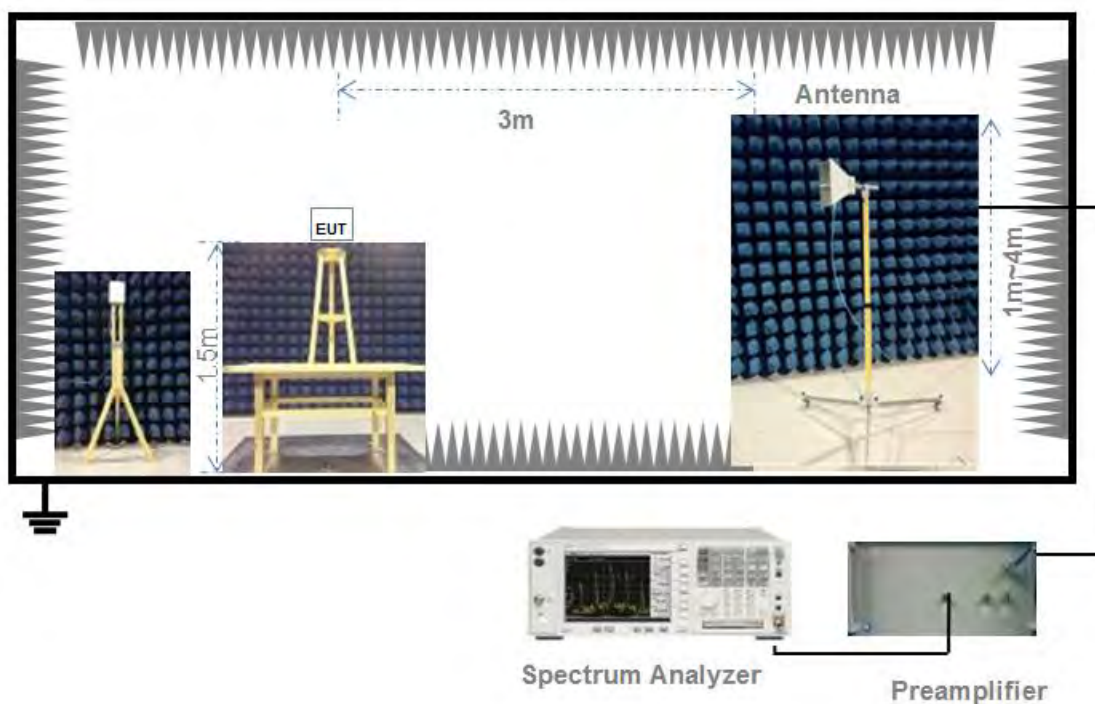 Antenna
3m
EUT
1.5m
1m~4m
Spectrum Analyzer
Preamplifier